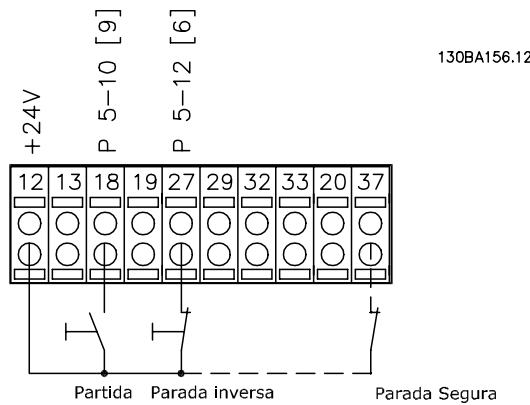 130BA156.12
+24V
P 5-10 [9]
P 5-12 [6]
12 13 18 19 27 29 32 33 20 37
Partida Parada inversa Parada Segura